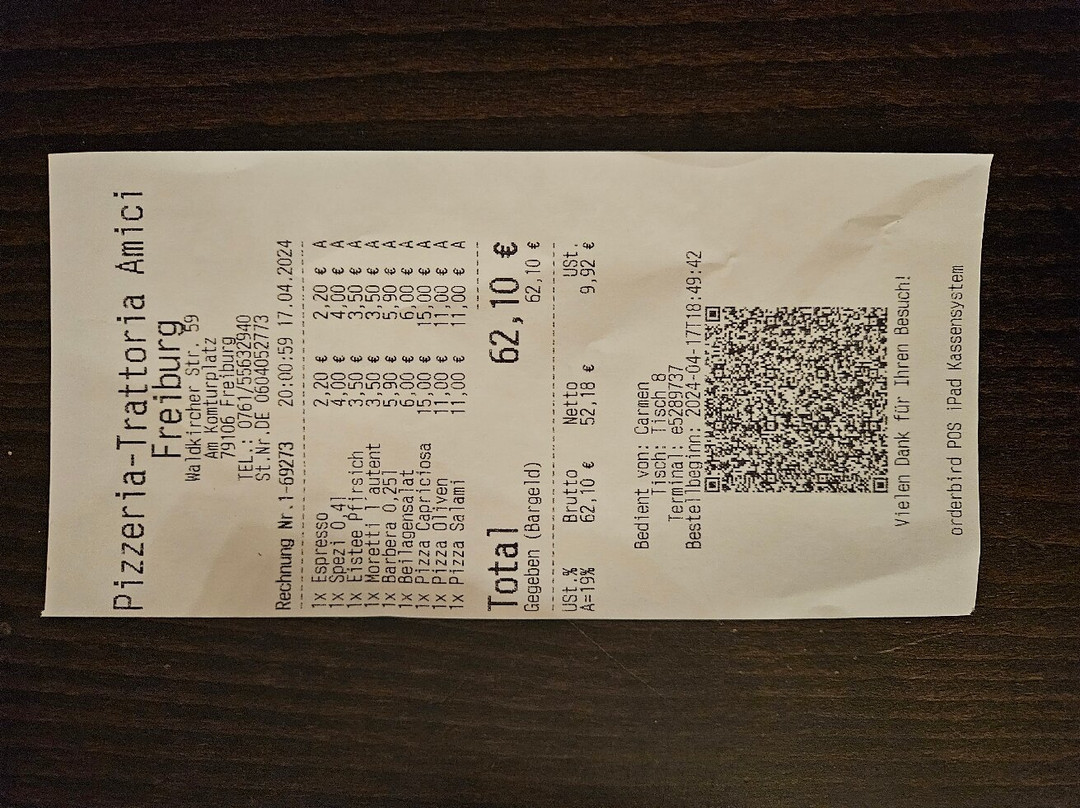 Pizzeria-Trattoria Amici
Freiburg
Waldkircher Str. 59
Am Komturplatz
79106 Freiburg
TEL.: 0761/55632940
St.Nr.DE 0604052773
Rechnung Nr.1-69273 20:00:59 17.04.2024
1x Espresso 2,20 € 2,20 € A
1x Spezi 0,4l 4,00 € 4,00 € A
1x Eistee Pfirsich 3,50 € 3,50 € A
1x Moretti 1 autent 3,50 € 3,50 € A
1x Barbera 0,25l 5,90 € 5,90 € A
1x Beilagensalat 6,00 € 6,00 € A
1x Pizza Capriciosa 15,00 € 15,00 € A
1x Pizza Oliven 11,00 € 11,00 € A
1x Pizza Salami 11,00 € 11,00 € A
Total 62,10 €
Gegeben (Bargeld) 62,10 €
USt.% Brutto Netto USt.
A=19% 62,10 € 52,18 € 9,92 €
Bedient von: Carmen
Tisch: Tisch 8
Terminal: e5289737
Bestellbeginn: 2024-04-17T18:49:42
Vielen Dank für Ihren Besuch!
orderbird POS iPad Kassensystem